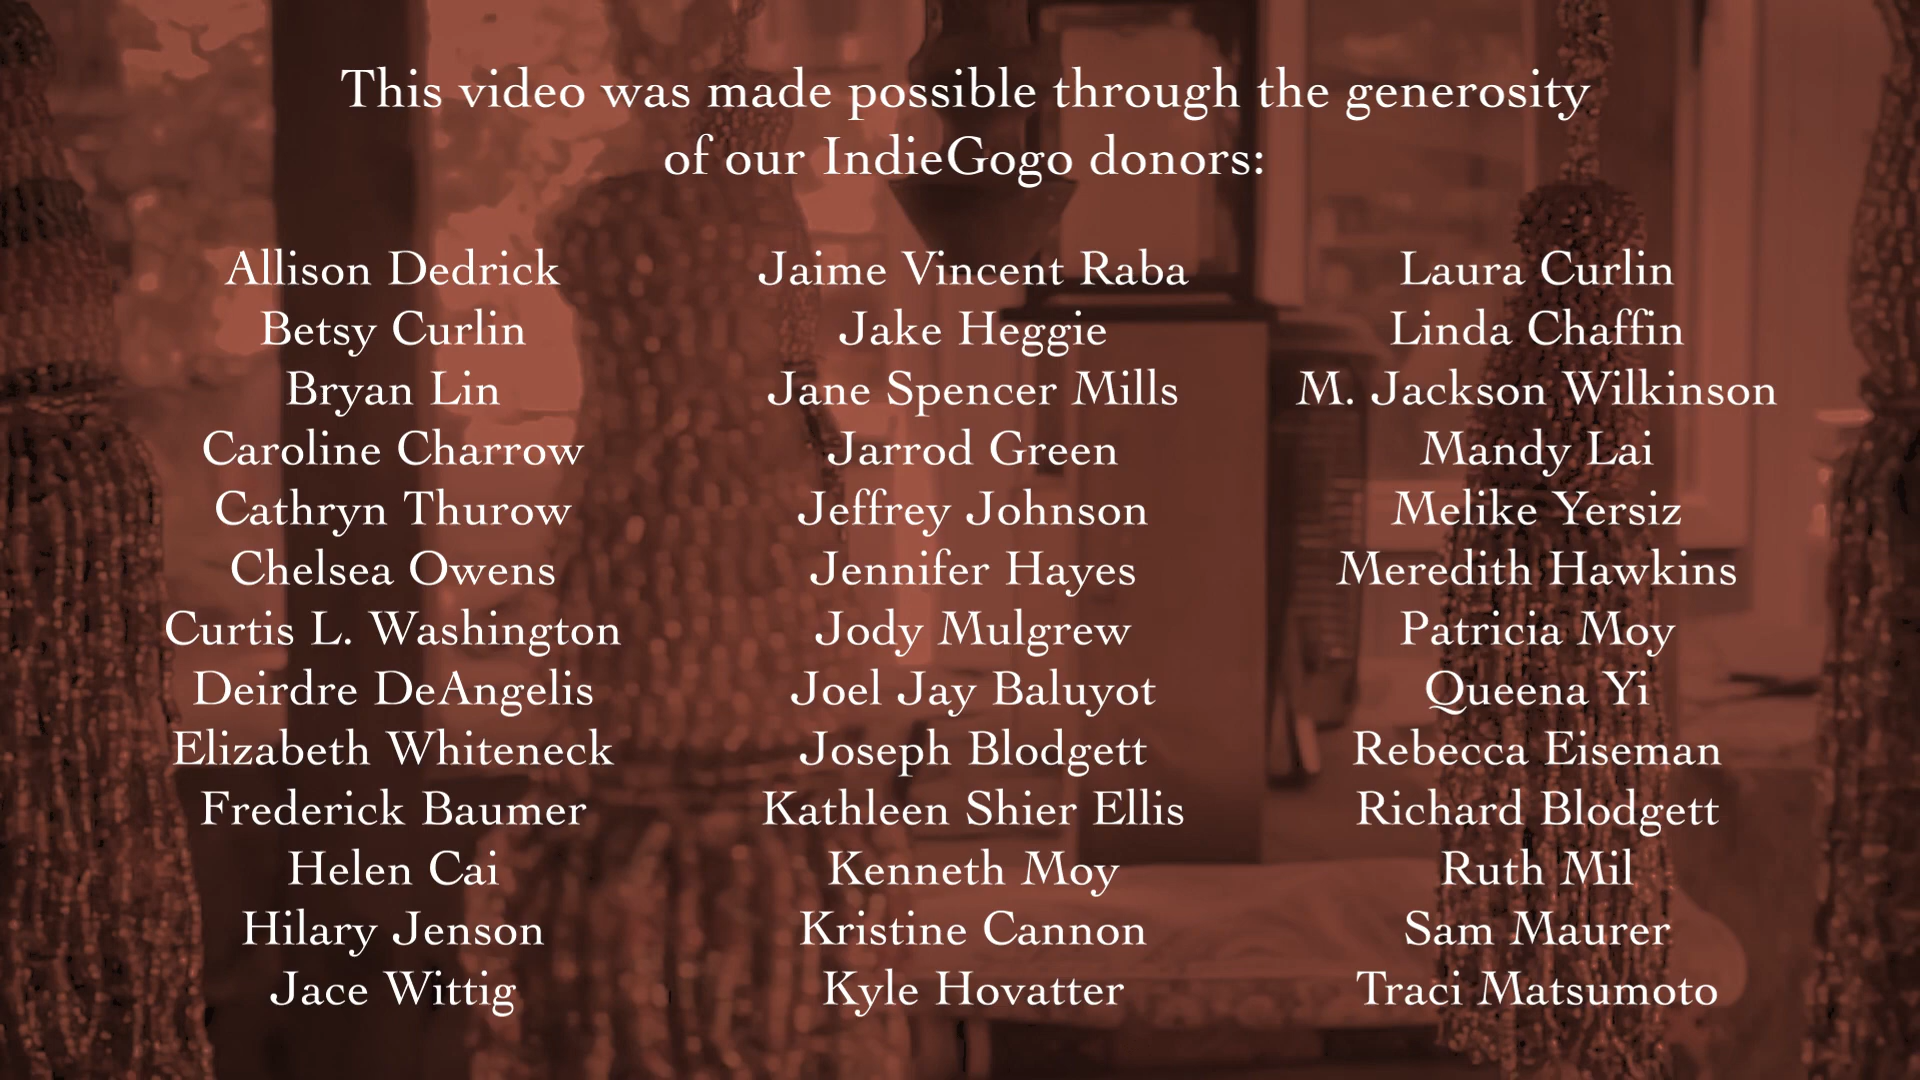 This video was made possible through the generosity
of our IndieGogo donors:
Allison Dedrick
Betsy Curlin
Bryan Lin
Caroline Charrow
Cathryn Thurow
Chelsea Owens
Curtis L. Washington
Deirdre DeAngelis
Elizabeth Whiteneck
Frederick Baumer
Helen Cai
Hilary Jenson
Jace Wittig
Jaime Vincent Raba
Jake Heggie
Jane Spencer Mills
Jarrod Green
Jeffrey Johnson
Jennifer Hayes
Jody Mulgrew
Joel Jay Baluyot
Joseph Blodgett
Kathleen Shier Ellis
Kenneth Moy
Kristine Cannon
Kyle Hovatter
Laura Curlin
Linda Chaffin
M. Jackson Wilkinson
Mandy Lai
Melike Yersiz
Meredith Hawkins
Patricia Moy
Queena Yi
Rebecca Eiseman
Richard Blodgett
Ruth Mil
Sam Maurer
Traci Matsumoto